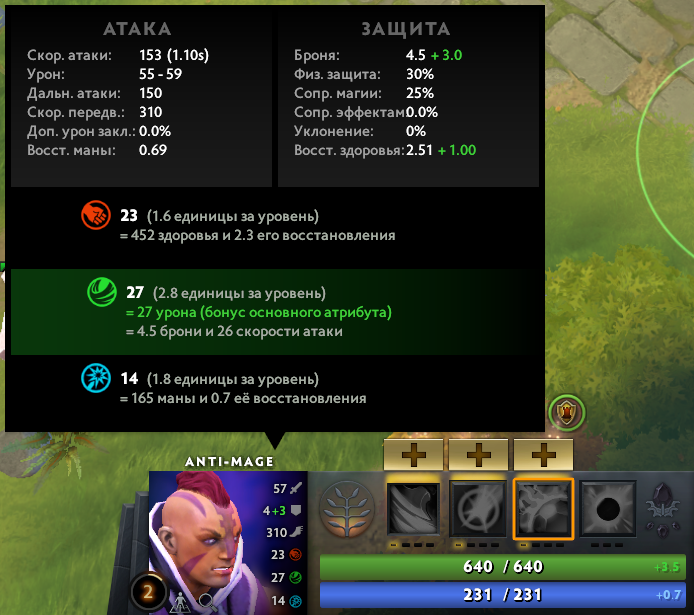 АТАКА
Скор. атаки: 153 (1.10s)
Урон: 55 - 59
Дальн. атаки: 150
Скор. передв.: 310
Доп. урон закл.: 0.0%
Восст. маны: 0.69
ЗАЩИТА
Броня: 4.5 + 3.0
Физ. защита: 30%
Сопр. магии: 25%
Сопр. эффектам: 0.0%
Уклонение: 0%
Восст. здоровья: 2.51 + 1.00
23 (1.6 единицы за уровень)
= 452 здоровья и 2.3 его восстановления
27 (2.8 единицы за уровень)
= 27 урона (бонус основного атрибута)
= 4.5 брони и 26 скорости атаки
14 (1.8 единицы за уровень)
= 165 маны и 0.7 её восстановления
ANTI-MAGE
57
4+3
310
23
27
14
2
640 / 640
+3.5
231 / 231
+0.7